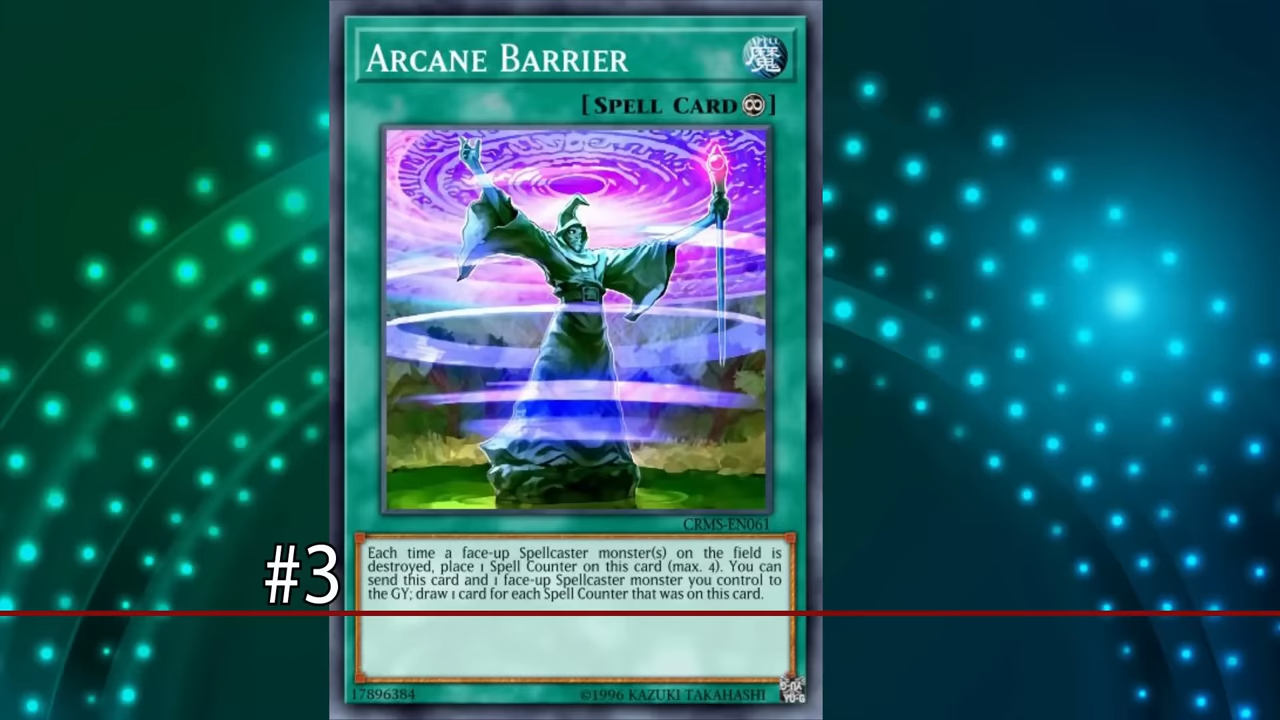 ARCANE BARRIER
SPELL
魔
[SPELL CARD∞]
CRMS-EN061
#3
Each time a face-up Spellcaster monster(s) on the field is
destroyed, place 1 Spell Counter on this card (max. 4). You can
send this card and 1 face-up Spellcaster monster you control to
the GY; draw 1 card for each Spell Counter that was on this card.
17896384
©1996 KAZUKI TAKAHASHI